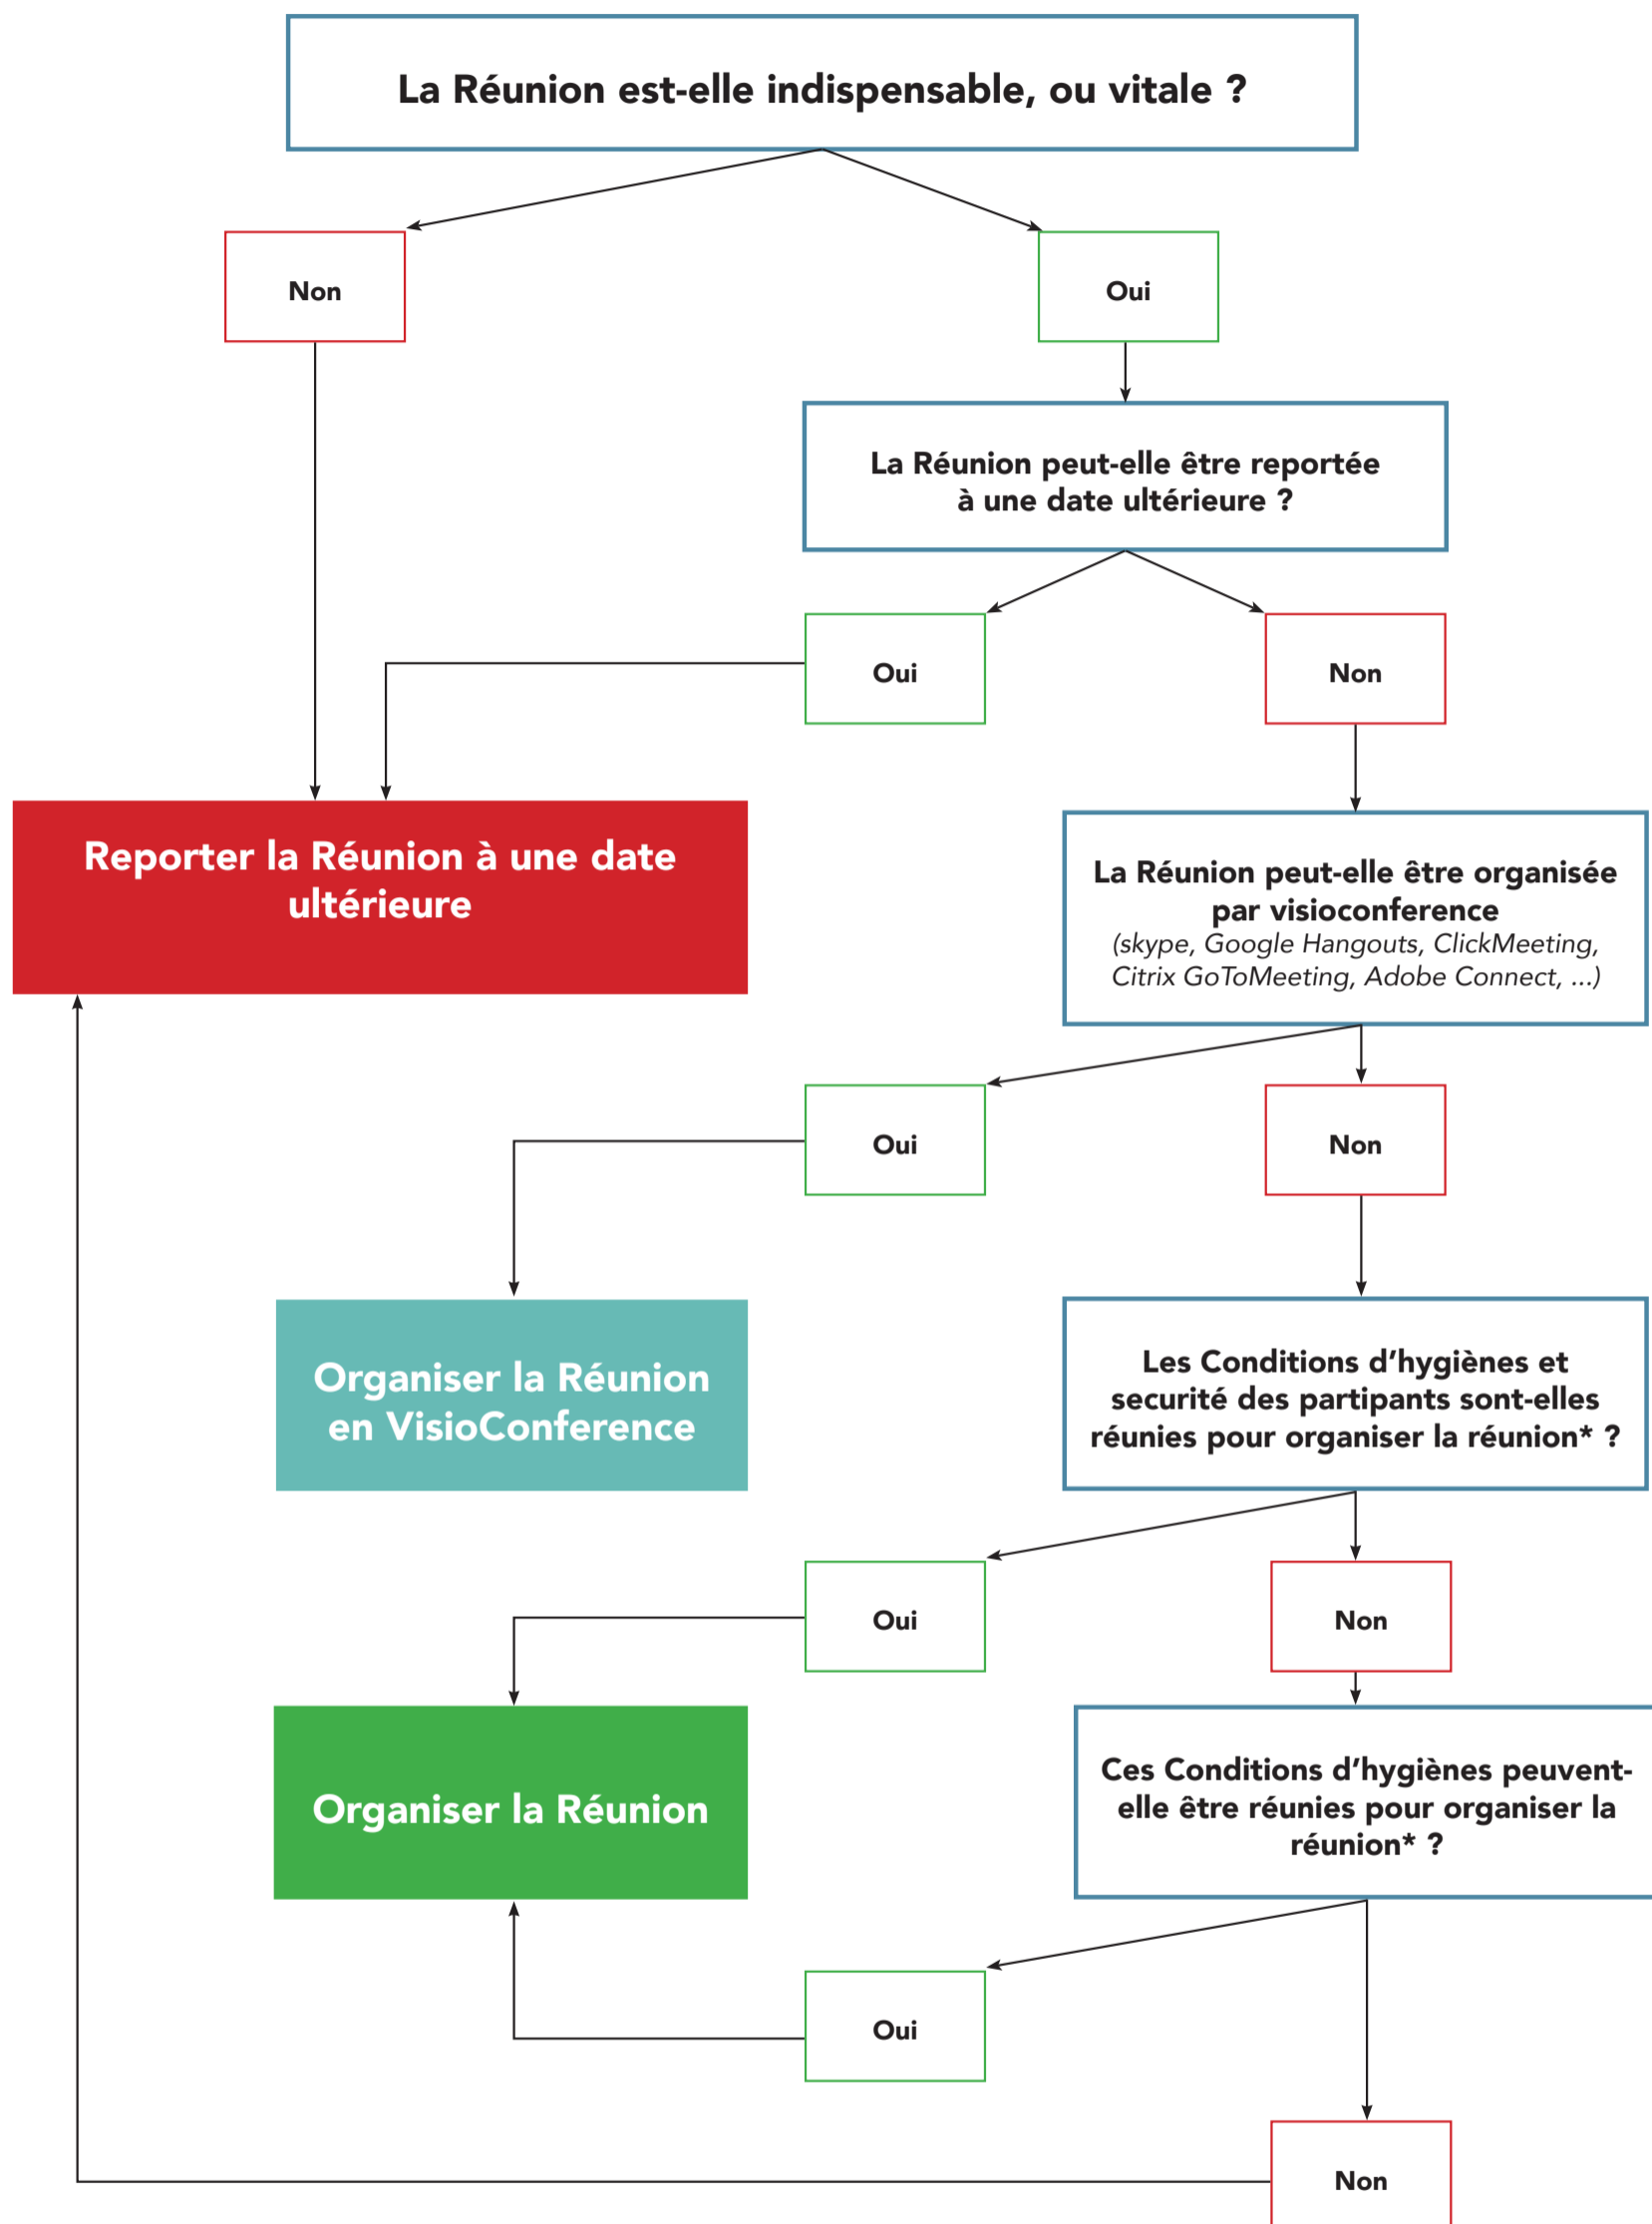 La Réunion est-elle indispensable, ou vitale ?
Non
Oui
La Réunion peut-elle être reportée
à une date ultérieure ?
Oui
Non
Reporter la Réunion à une date
ultérieure
La Réunion peut-elle être organisée
par visioconference
(skype, Google Hangouts, ClickMeeting,
Citrix GoToMeeting, Adobe Connect, ...)
Oui
Non
Organiser la Réunion
en VisioConference
Les Conditions d’hygiènes et
securité des partipants sont-elles
réunies pour organiser la réunion* ?
Oui
Non
Organiser la Réunion
Ces Conditions d’hygiènes peuvent-
elle être réunies pour organiser la
réunion* ?
Oui
Non